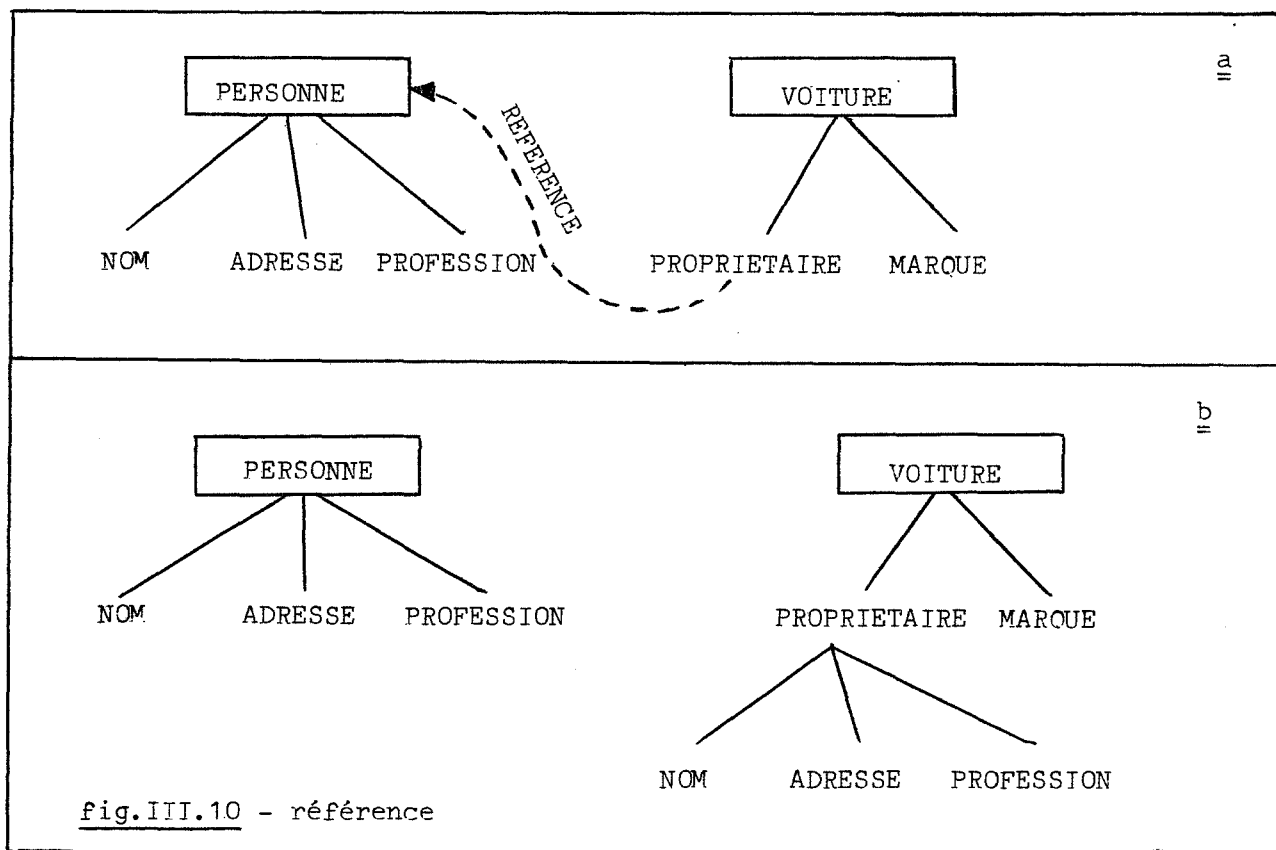 a
PERSONNE
VOITURE
REFERENCE
NOM ADRESSE PROFESSION
PROPRIETAIRE MARQUE
b
PERSONNE
VOITURE
NOM ADRESSE PROFESSION
PROPRIETAIRE MARQUE
NOM ADRESSE PROFESSION
fig.III.10 - référence